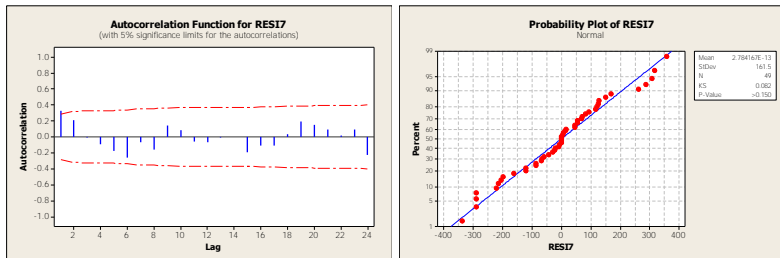 Autocorrelation Function for RESI7
(with 5% significance limits for the autocorrelations)
1.0
0.8
0.6
0.4
0.2
0.0
-0.2
-0.4
-0.6
-0.8
-1.0
Autocorrelation
2 4 6 8 10 12 14 16 18 20 22 24
Lag
Probability Plot of RESI7
Normal
99
95
90
80
70
60
50
40
30
20
10
5
1
Percent
-400 -300 -200 -100 0 100 200 300 400
RESI7
Mean 2.784167E-13
StDev 161.5
N 49
KS 0.082
P-Value >0.150